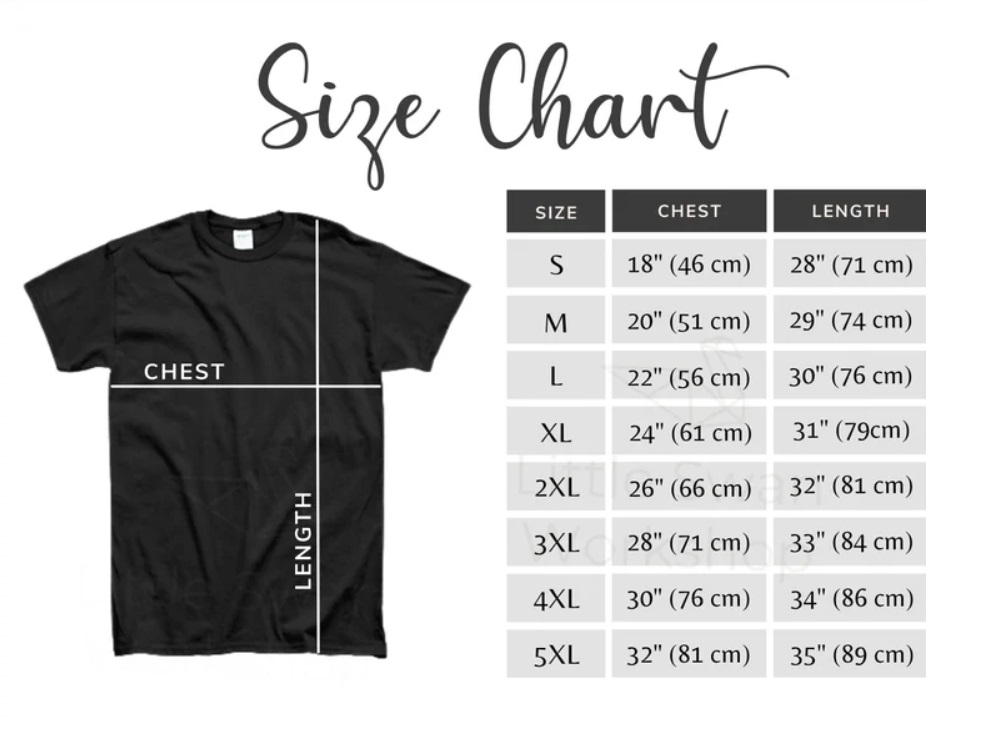 Size Chart
SIZE CHEST LENGTH
S 18" (46 cm) 28" (71 cm)
M 20" (51 cm) 29" (74 cm)
L 22" (56 cm) 30" (76 cm)
XL 24" (61 cm) 31" (79cm)
2XL 26" (66 cm) 32" (81 cm)
3XL 28" (71 cm) 33" (84 cm)
4XL 30" (76 cm) 34" (86 cm)
5XL 32" (81 cm) 35" (89 cm)
CHEST
LENGTH
Little Swan
Workshop